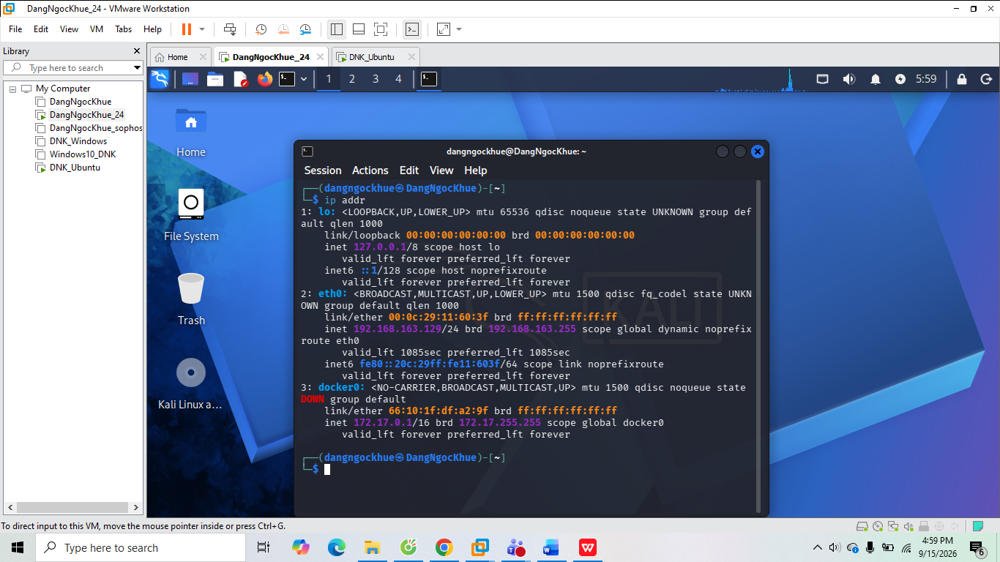 DangNgocKhue_24 - VMware Workstation
File Edit View VM Tabs Help
Library
Type here to search
My Computer
DangNgocKhue
DangNgocKhue_24
DangNgocKhue_sophos
DNK_Windows
Windows10_DNK
DNK_Ubuntu
Home DangNgocKhue_24 DNK_Ubuntu
1 2 3 4 5:59
Home
File System
Trash
Kali Linux a...
dangngockhue@DangNgocKhue: ~
Session Actions Edit View Help
┌──(dangngockhue㉿DangNgocKhue)-[~]
└─$ ip addr
1: lo: <LOOPBACK,UP,LOWER_UP> mtu 65536 qdisc noqueue state UNKNOWN group def
ault qlen 1000
link/loopback 00:00:00:00:00:00 brd 00:00:00:00:00:00
inet 127.0.0.1/8 scope host lo
valid_lft forever preferred_lft forever
inet6 ::1/128 scope host noprefixroute
valid_lft forever preferred_lft forever
2: eth0: <BROADCAST,MULTICAST,UP,LOWER_UP> mtu 1500 qdisc fq_codel state UNKN
OWN group default qlen 1000
link/ether 00:0c:29:11:60:3f brd ff:ff:ff:ff:ff:ff
inet 192.168.163.129/24 brd 192.168.163.255 scope global dynamic noprefix
route eth0
valid_lft 1085sec preferred_lft 1085sec
inet6 fe80::20c:29ff:fe11:603f/64 scope link noprefixroute
valid_lft forever preferred_lft forever
3: docker0: <NO-CARRIER,BROADCAST,MULTICAST,UP> mtu 1500 qdisc noqueue state
DOWN group default
link/ether 66:10:1f:df:a2:9f brd ff:ff:ff:ff:ff:ff
inet 172.17.0.1/16 brd 172.17.255.255 scope global docker0
valid_lft forever preferred_lft forever
┌──(dangngockhue㉿DangNgocKhue)-[~]
└─$
KALI
To direct input to this VM, move the mouse pointer inside or press Ctrl+G.
Type here to search
4:59 PM
9/15/2026
6